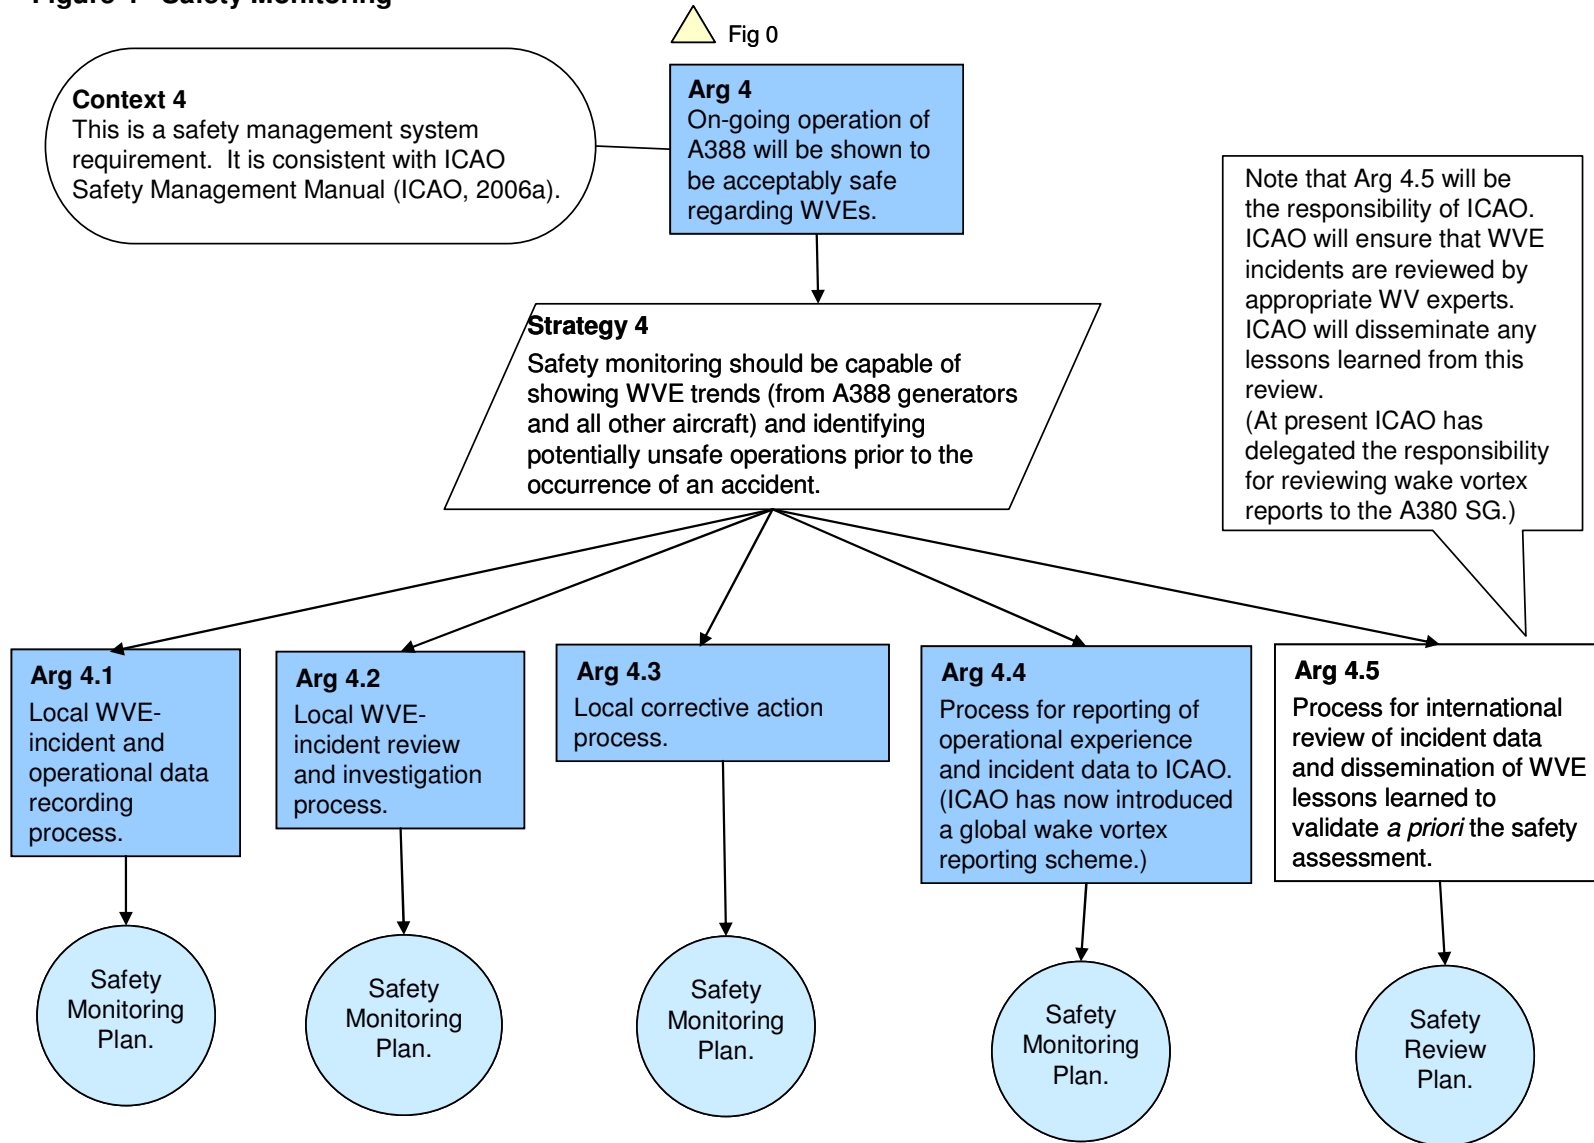 Fig 0
Context 4
This is a safety management system
requirement.  It is consistent with ICAO
Safety Management Manual (ICAO, 2006a).
Arg 4
On-going operation of
A388 will be shown to
be acceptably safe
regarding WVEs.
Note that Arg 4.5 will be
the responsibility of ICAO.
ICAO will ensure that WVE
incidents are reviewed by
appropriate WV experts.
ICAO will disseminate any
lessons learned from this
review.
(At present ICAO has
delegated the responsibility
for reviewing wake vortex
reports to the A380 SG.)
Strategy 4
Safety monitoring should be capable of
showing WVE trends (from A388 generators
and all other aircraft) and identifying
potentially unsafe operations prior to the
occurrence of an accident.
Arg 4.1
Local WVE-
incident and
operational data
recording
process.
Arg 4.2
Local WVE-
incident review
and investigation
process.
Arg 4.3
Local corrective action
process.
Arg 4.4
Process for reporting of
operational experience
and incident data to ICAO.
(ICAO has now introduced
a global wake vortex
reporting scheme.)
Arg 4.5
Process for international
review of incident data
and dissemination of WVE
lessons learned to
validate a priori the safety
assessment.
Safety
Monitoring
Plan.
Safety
Monitoring
Plan.
Safety
Monitoring
Plan.
Safety
Monitoring
Plan.
Safety
Review
Plan.